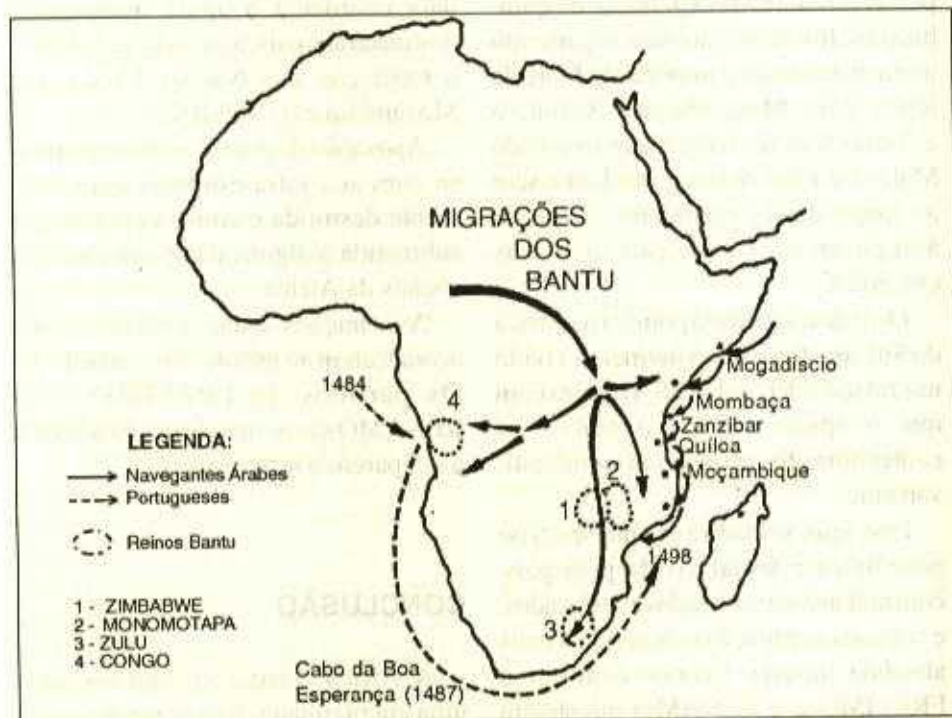 MIGRAÇÕES
DOS
BANTU
Mogadíscio
1484
Mombaça
4
Zanzibar
LEGENDA:
Quíloa
Navegantes Árabes
Moçambique
2
Portugueses
1
Reinos Bantu
1498
1 - ZIMBABWE
2 - MONOMOTAPA
3
3 - ZULU
4 - CONGO
Cabo da Boa
Esperança (1487)